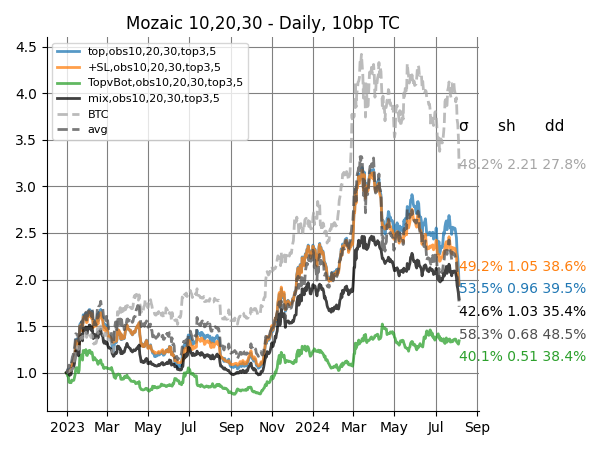 Mozaic 10,20,30 - Daily, 10bp TC
4.5
4.0
3.5
3.0
2.5
2.0
1.5
1.0
top,obs10,20,30,top3,5
+SL,obs10,20,30,top3,5
TopvBot,obs10,20,30,top3,5
mix,obs10,20,30,top3,5
BTC
avg
σ sh dd
48.2% 2.21 27.8%
49.2% 1.05 38.6%
53.5% 0.96 39.5%
42.6% 1.03 35.4%
58.3% 0.68 48.5%
40.1% 0.51 38.4%
2023 Mar May Jul Sep Nov 2024 Mar May Jul Sep